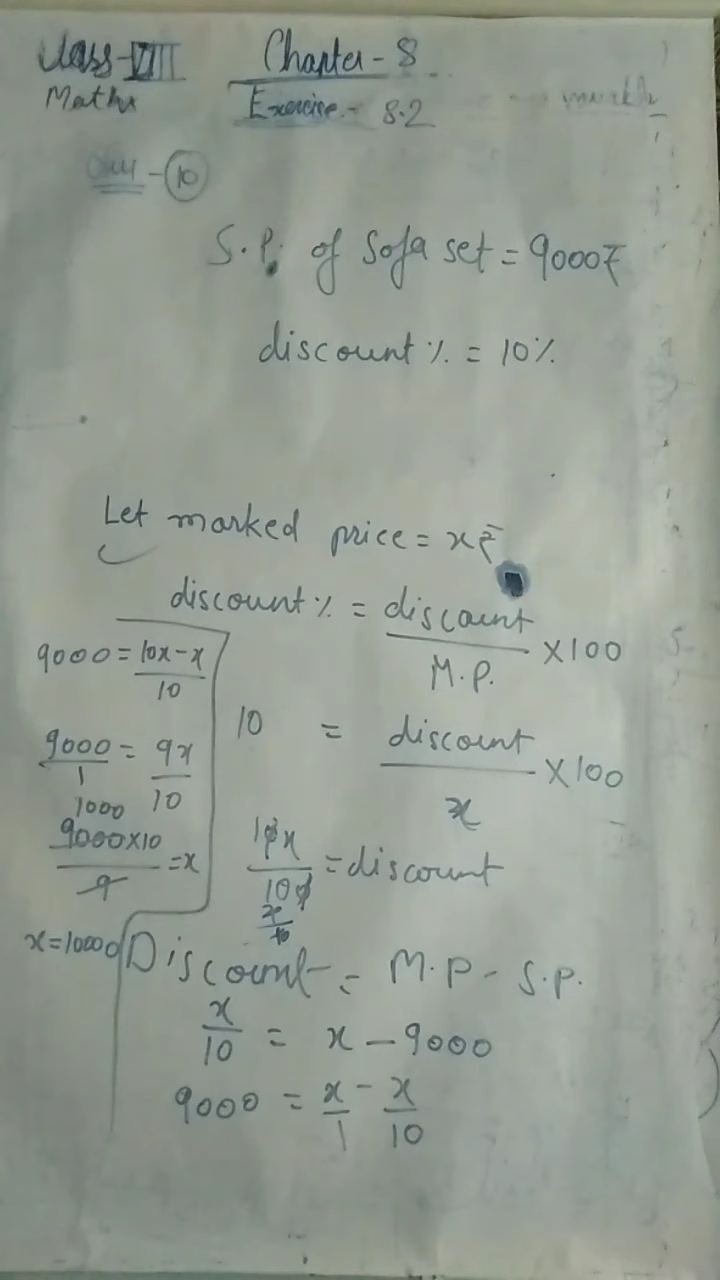 Class-VIII Chapter-8
Maths Exercise- 8.2
Qun-10
S.P. of Sofa set = 9000₹
discount % = 10%
Let marked price = x₹
discount % = discount / M.P. X100
10 = discount / x X100
10x / 100 = discount
x / 10
Discount = M.P - S.P.
x / 10 = x - 9000
9000 = x / 1 - x / 10
9000 = 10x-x / 10
9000 / 1 = 9x / 10
1000
9000x10 / 9 = x
x = 10000